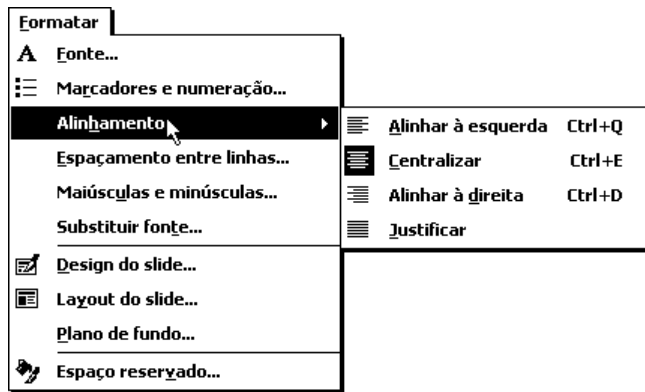 Formatar
Fonte...
Marcadores e numeração...
Alinhamento
Alinhar à esquerda Ctrl+Q
Centralizar Ctrl+E
Alinhar à direita Ctrl+D
Justificar
Espaçamento entre linhas...
Maiúsculas e minúsculas...
Substituir fonte...
Design do slide...
Layout do slide...
Plano de fundo...
Espaço reservado...